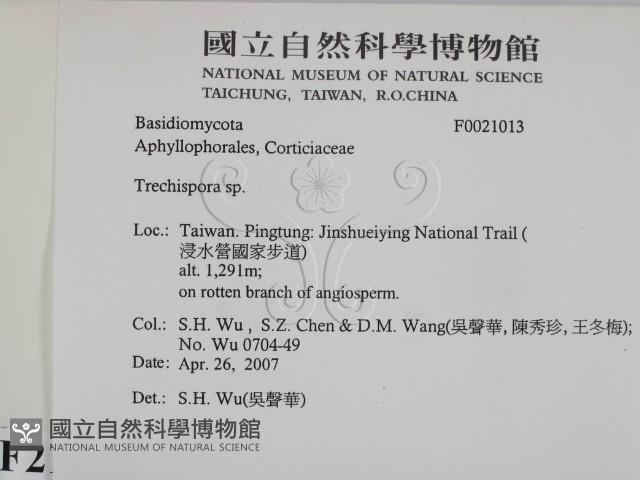 國立自然科學博物館
NATIONAL MUSEUM OF NATURAL SCIENCE
TAICHUNG, TAIWAN, R.O.CHINA
Basidiomycota F0021013
Aphyllophorales, Corticiaceae
Trechispora sp.
Loc.: Taiwan. Pingtung: Jinshueiying National Trail (
浸水營國家步道)
alt. 1,291m;
on rotten branch of angiosperm.
Col.: S.H. Wu , S.Z. Chen & D.M. Wang(吳聲華, 陳秀珍, 王冬梅);
No. Wu 0704-49
Date: Apr. 26, 2007
Det.: S.H. Wu(吳聲華)
國立自然科學博物館
NATIONAL MUSEUM OF NATURAL SCIENCE
F2